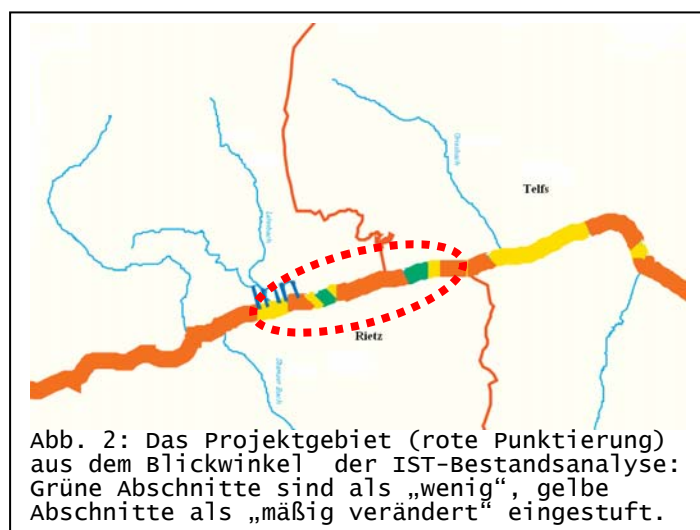 Telfs
Rietz
Abb. 2: Das Projektgebiet (rote Punktierung)
aus dem Blickwinkel der IST-Bestandsanalyse:
Grüne Abschnitte sind als „wenig“, gelbe
Abschnitte als „mäßig verändert“ eingestuft.